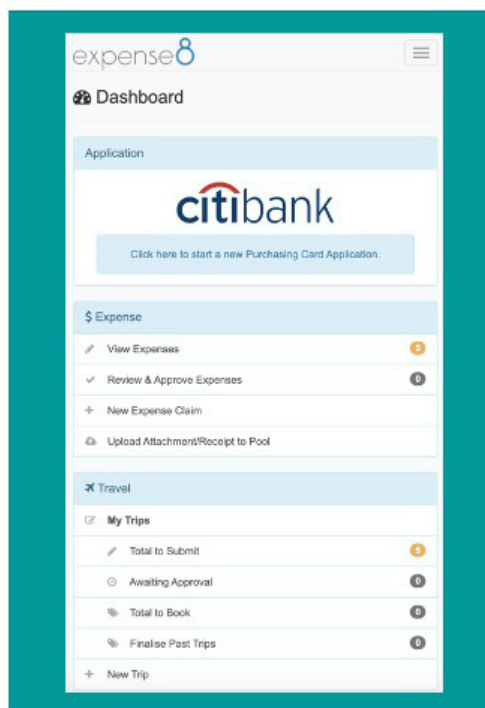 expense8
Dashboard
Application
citibank
Click here to start a new Purchasing Card Application.
$ Expense
View Expenses 5
Review & Approve Expenses 0
New Expense Claim
Upload Attachment/Receipt to Pool
Travel
My Trips
Total to Submit 5
Awaiting Approval 0
Total to Book 0
Finalise Past Trips 0
New Trip